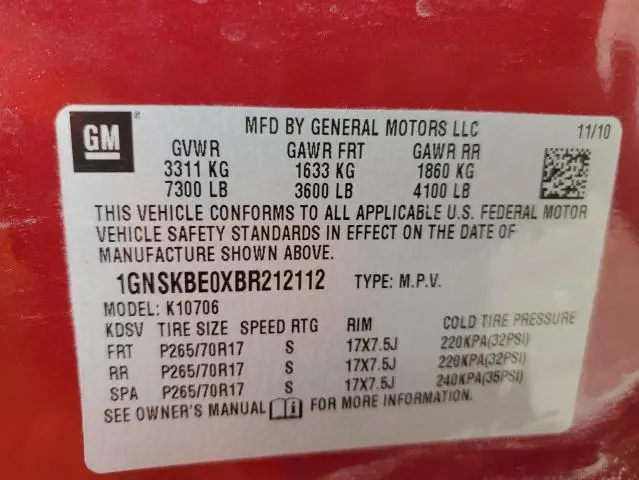 GM
MFD BY GENERAL MOTORS LLC 11/10
GVWR GAWR FRT GAWR RR
3311 KG 1633 KG 1860 KG
7300 LB 3600 LB 4100 LB
THIS VEHICLE CONFORMS TO ALL APPLICABLE U.S. FEDERAL MOTOR
VEHICLE SAFETY STANDARDS IN EFFECT ON THE DATE OF
MANUFACTURE SHOWN ABOVE.
1GNSKBE0XBR212112 TYPE: M.P.V.
MODEL: K10706
KDSV TIRE SIZE SPEED RTG RIM COLD TIRE PRESSURE
FRT P265/70R17 S 17X7.5J 220KPA(32PSI)
RR P265/70R17 S 17X7.5J 220KPA(32PSI)
SPA P265/70R17 S 17X7.5J 240KPA(35PSI)
SEE OWNER'S MANUAL i FOR MORE INFORMATION.